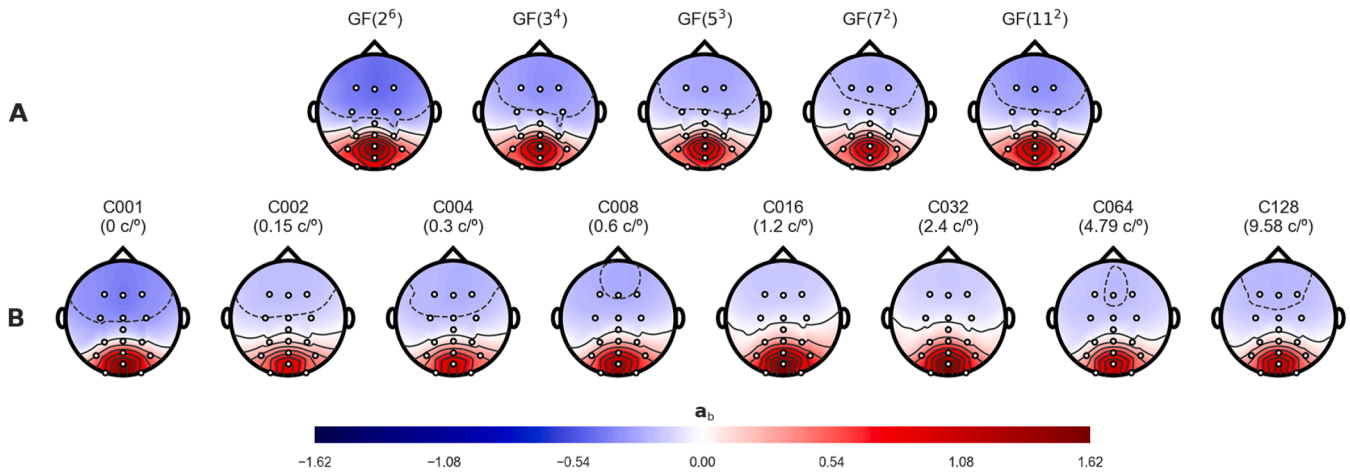 GF(2⁶) GF(3⁴) GF(5³) GF(7²) GF(11²)
A
C001 C002 C004 C008 C016 C032 C064 C128
(0 c/º) (0.15 c/º) (0.3 c/º) (0.6 c/º) (1.2 c/º) (2.4 c/º) (4.79 c/º) (9.58 c/º)
B
a_b
−1.62 −1.08 −0.54 0.00 0.54 1.08 1.62